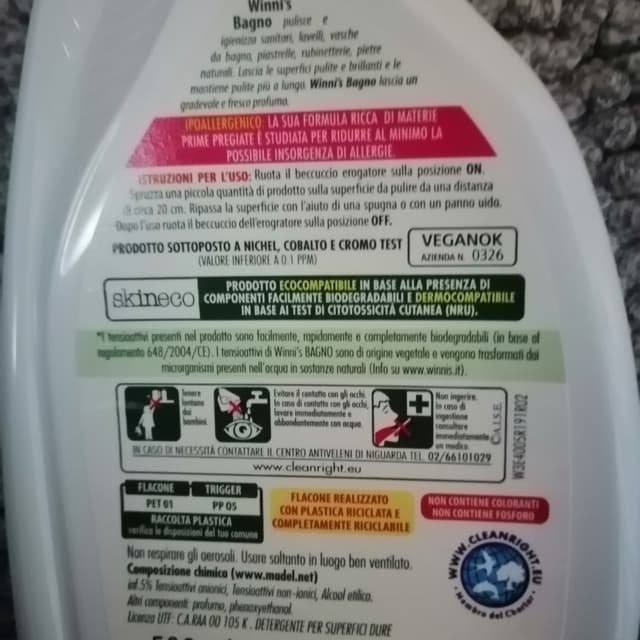 Winni's
Bagno pulisce e
igienizza sanitari, lavelli, vasche
da bagno, piastrelle, rubinetterie, pietre
naturali. Lascia le superfici pulite e brillanti e le
mantiene pulite più a lungo. Winni's Bagno lascia un
gradevole e fresco profumo.
IPOALLERGENICO: LA SUA FORMULA RICCA DI MATERIE
PRIME PREGIATE È STUDIATA PER RIDURRE AL MINIMO LA
POSSIBILE INSORGENZA DI ALLERGIE.
ISTRUZIONI PER L'USO: Ruota il beccuccio erogatore sulla posizione ON.
Spruzza una piccola quantità di prodotto sulla superficie da pulire da una distanza
di circa 20 cm. Ripassa la superficie con l'aiuto di una spugna o con un panno umido.
Dopo l'uso ruota il beccuccio dell'erogatore sulla posizione OFF.
PRODOTTO SOTTOPOSTO A NICHEL, COBALTO E CROMO TEST
(VALORE INFERIORE A 0.1 PPM)
VEGANOK
AZIENDA N. 0326
skineco
PRODOTTO ECOCOMPATIBILE IN BASE ALLA PRESENZA DI
COMPONENTI FACILMENTE BIODEGRADABILI E DERMOCOMPATIBILE
IN BASE AI TEST DI CITOTOSSICITÀ CUTANEA (NRU).
*I tensioattivi presenti nel prodotto sono facilmente, rapidamente e completamente biodegradabili (in base al
regolamento 648/2004/CE). I tensioattivi di Winni's BAGNO sono di origine vegetale e vengono trasformati dai
microrganismi presenti nell'acqua in sostanze naturali (Info su www.winnis.it).
Tenere
lontano
dai
bambini.
Evitare il contatto con gli occhi.
In caso di contatto con gli occhi,
lavare immediatamente e
abbondantemente con acqua.
Non ingerire.
In caso di
ingestione
consultare
immediatamente
un medico.
©A.I.S.E.
W3E4005R191R02
IN CASO DI NECESSITÀ CONTATTARE IL CENTRO ANTIVELENI DI NIGUARDA TEL. 02/66101029
www.cleanright.eu
FLACONE
TRIGGER
PET 01
PP 05
RACCOLTA PLASTICA
verifica le disposizioni del tuo comune
FLACONE REALIZZATO
CON PLASTICA RICICLATA E
COMPLETAMENTE RICICLABILE
NON CONTIENE COLORANTI
NON CONTIENE FOSFORO
WWW.CLEANRIGHT.EU
Membro del Charter
Non respirare gli aerosoli. Usare soltanto in luogo ben ventilato.
Composizione chimica (www.madel.net)
inf.5% Tensioattivi anionici, Tensioattivi non-ionici, Alcool etilico.
Altri componenti: profumo, phenoxyethanol.
Licenza UTF: C.RAA 00 105 K . DETERGENTE PER SUPERFICI DURE